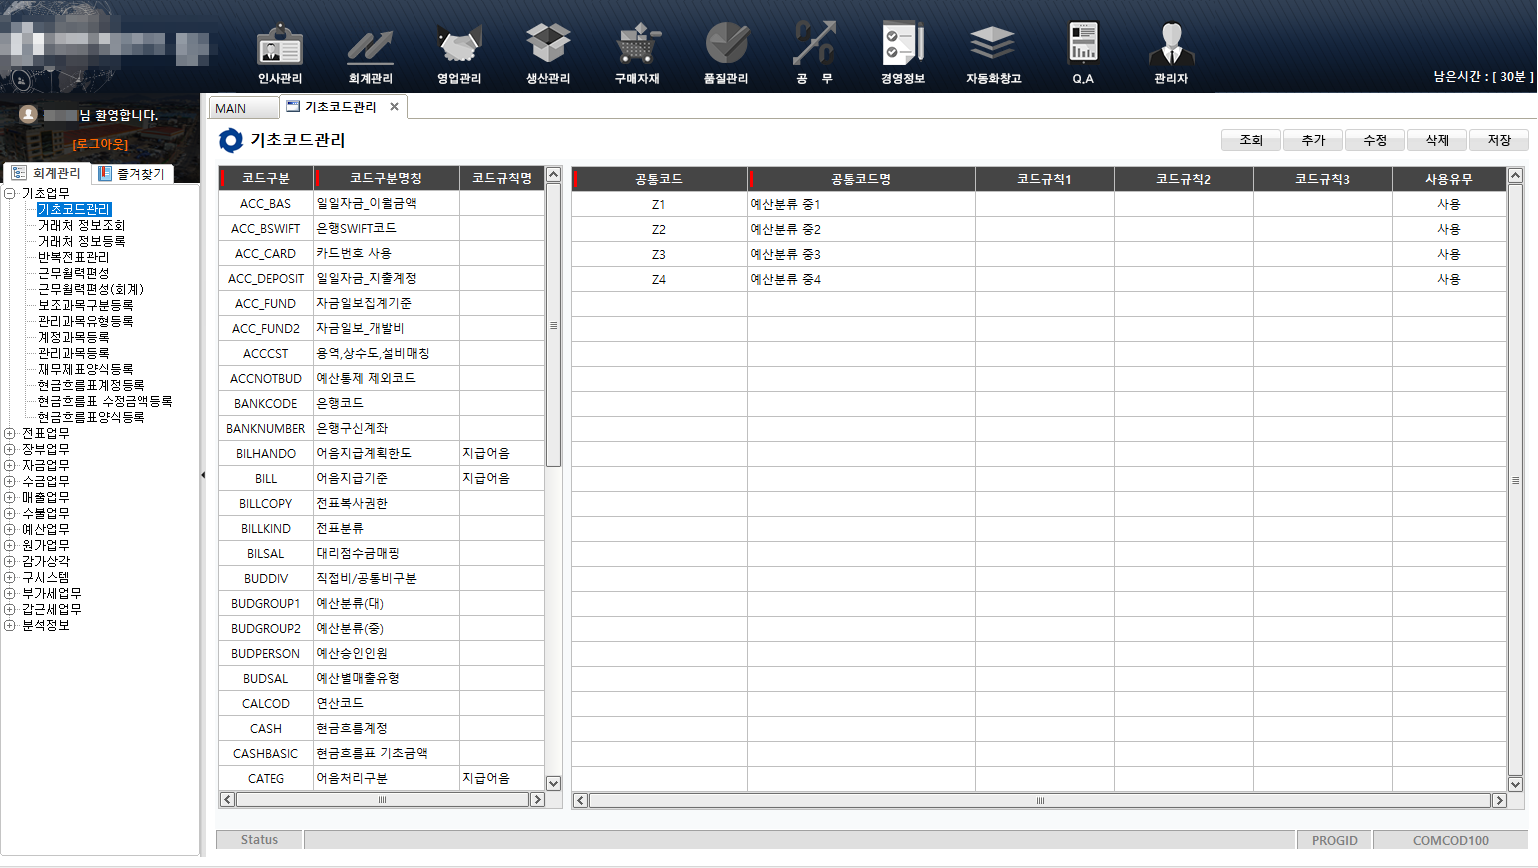 인사관리 회계관리 영업관리 생산관리 구매자재 품질관리 공 무 경영정보 자동화창고 Q.A 관리자
남은시간 : [ 30분 ]
님 환영합니다.
[로그아웃]
회계관리 즐겨찾기
기초업무
기초코드관리
거래처 정보조회
거래처 정보등록
반복전표관리
근무월력편성
근무월력편성(회계)
보조과목구분등록
관리과목유형등록
계정과목등록
관리과목등록
재무제표양식등록
현금흐름표계정등록
현금흐름표 수정금액등록
현금흐름표양식등록
전표업무
장부업무
자금업무
수금업무
매출업무
수불업무
예산업무
원가업무
감가상각
구시스템
부가세업무
갑근세업무
분석정보
MAIN 기초코드관리
기초코드관리
조회 추가 수정 삭제 저장
코드구분 코드구분명칭 코드규칙명
ACC_BAS 일일자금_이월금액
ACC_BSWIFT 은행SWIFT코드
ACC_CARD 카드번호 사용
ACC_DEPOSIT 일일자금_지출계정
ACC_FUND 자금일보집계기준
ACC_FUND2 자금일보_개발비
ACCCST 용역,상수도,설비매칭
ACCNOTBUD 예산통제 제외코드
BANKCODE 은행코드
BANKNUMBER 은행구신계좌
BILHANDO 어음지급계획한도 지급어음
BILL 어음지급기준 지급어음
BILLCOPY 전표복사권한
BILLKIND 전표분류
BILSAL 대리점수금매핑
BUDDIV 직접비/공통비구분
BUDGROUP1 예산분류(대)
BUDGROUP2 예산분류(중)
BUDPERSON 예산승인인원
BUDSAL 예산별매출유형
CALCOD 연산코드
CASH 현금흐름계정
CASHBASIC 현금흐름표 기초금액
CATEG 어음처리구분 지급어음
공통코드 공통코드명 코드규칙1 코드규칙2 코드규칙3 사용유무
Z1 예산분류 중1 사용
Z2 예산분류 중2 사용
Z3 예산분류 중3 사용
Z4 예산분류 중4 사용
Status PROGID COMCOD100